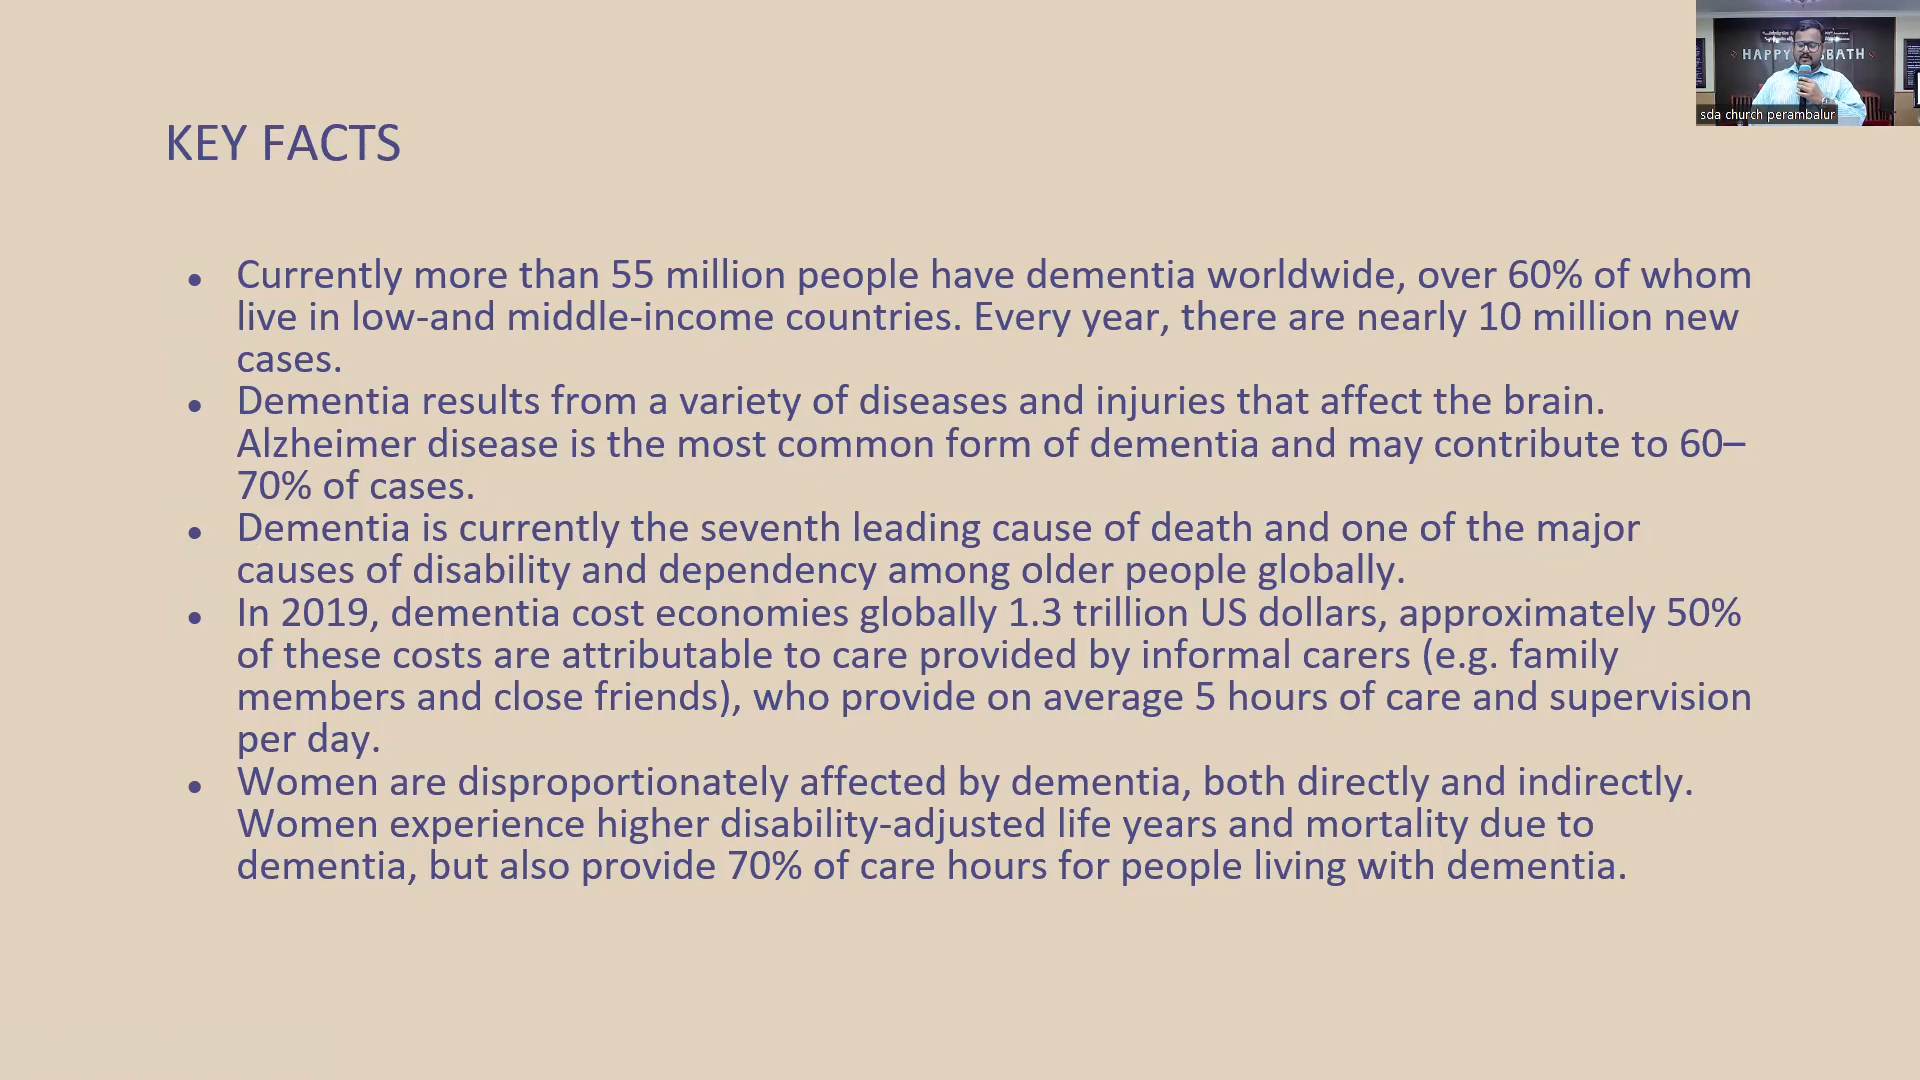 HAPPY BATH
sda church perambalur
KEY FACTS
• Currently more than 55 million people have dementia worldwide, over 60% of whom
live in low-and middle-income countries. Every year, there are nearly 10 million new
cases.
• Dementia results from a variety of diseases and injuries that affect the brain.
Alzheimer disease is the most common form of dementia and may contribute to 60–
70% of cases.
• Dementia is currently the seventh leading cause of death and one of the major
causes of disability and dependency among older people globally.
• In 2019, dementia cost economies globally 1.3 trillion US dollars, approximately 50%
of these costs are attributable to care provided by informal carers (e.g. family
members and close friends), who provide on average 5 hours of care and supervision
per day.
• Women are disproportionately affected by dementia, both directly and indirectly.
Women experience higher disability-adjusted life years and mortality due to
dementia, but also provide 70% of care hours for people living with dementia.